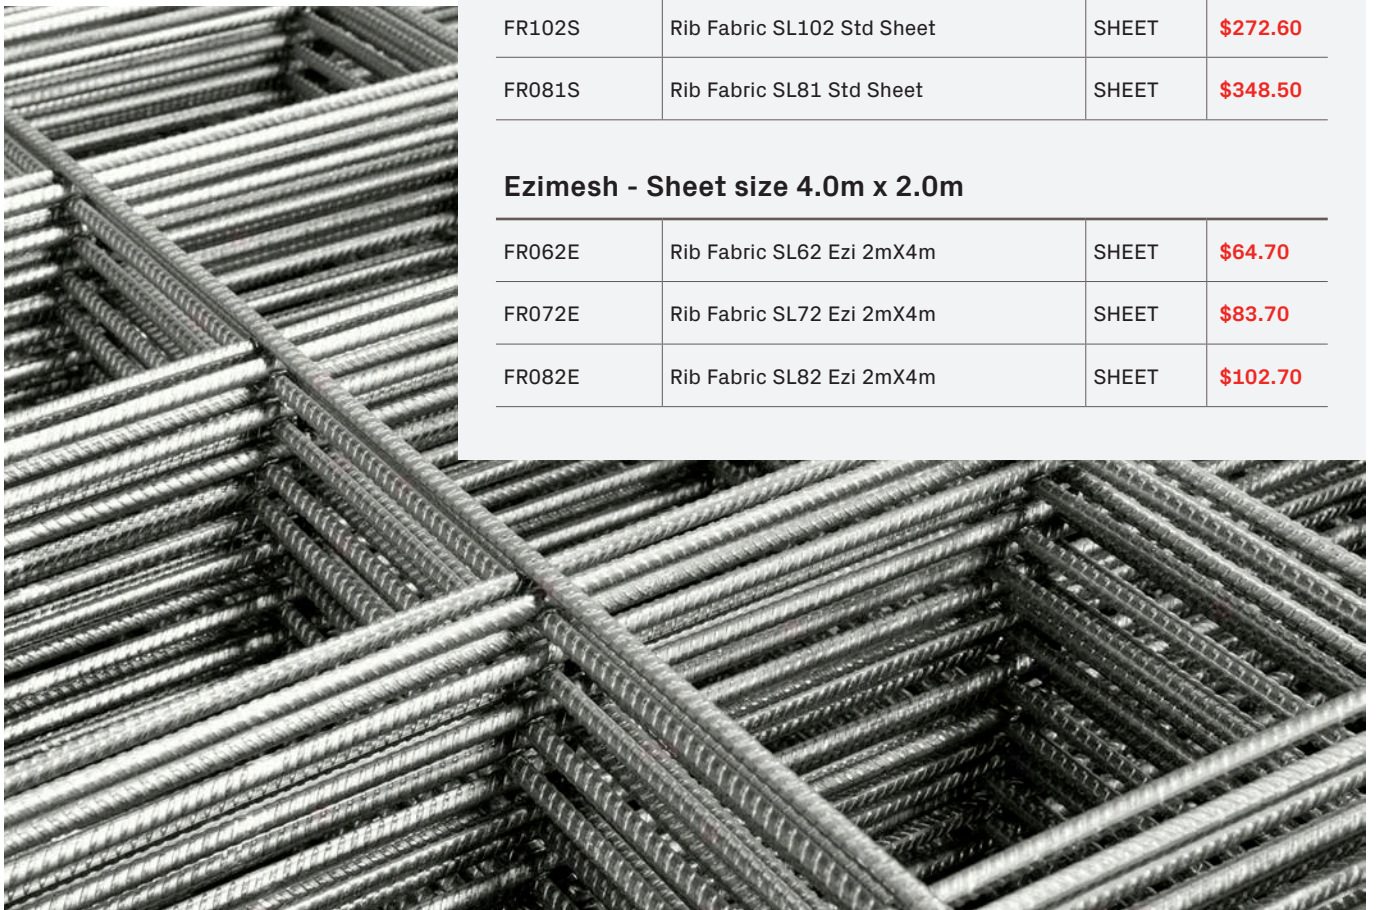 FR102S Rib Fabric SL102 Std Sheet SHEET $272.60
FR081S Rib Fabric SL81 Std Sheet SHEET $348.50
Ezimesh - Sheet size 4.0m x 2.0m
FR062E Rib Fabric SL62 Ezi 2mX4m SHEET $64.70
FR072E Rib Fabric SL72 Ezi 2mX4m SHEET $83.70
FR082E Rib Fabric SL82 Ezi 2mX4m SHEET $102.70